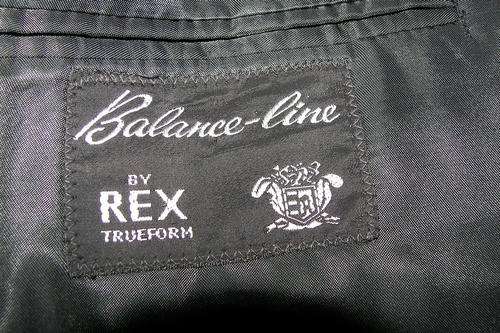 Balance-line
BY
REX
TRUEFORM